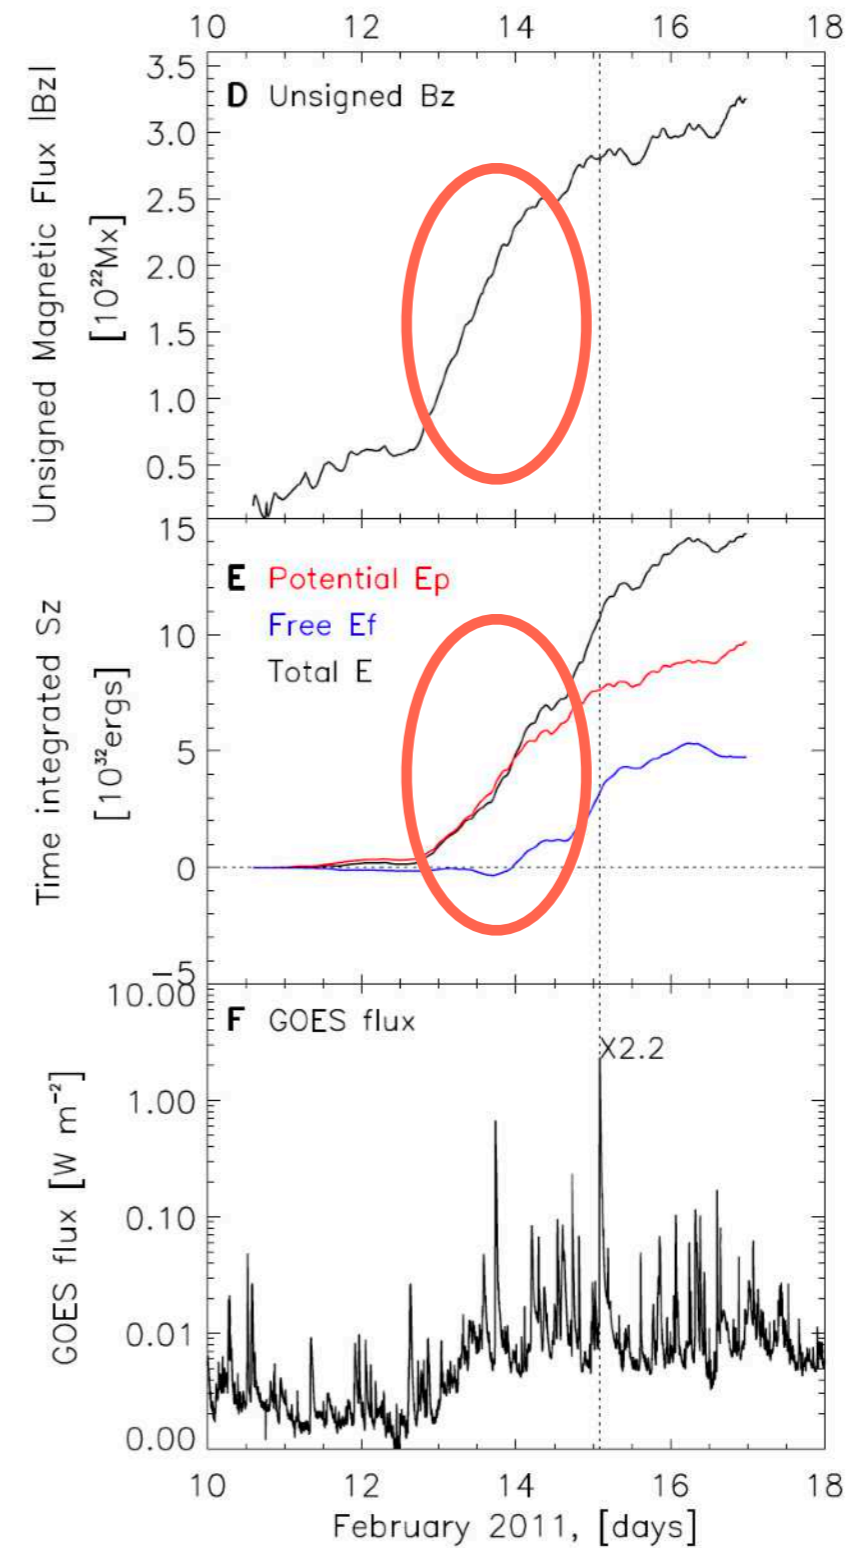 10 12 14 16 18
Unsigned Magnetic Flux |Bz|
[10²²Mx]
3.5
3.0
2.5
2.0
1.5
1.0
0.5
D Unsigned Bz
Time integrated Sz
[10³²ergs]
15
10
5
0
−5
E Potential Ep
Free Ef
Total E
GOES flux [W m⁻²]
10.00
1.00
0.10
0.01
0.00
F GOES flux
X2.2
10 12 14 16 18
February 2011, [days]